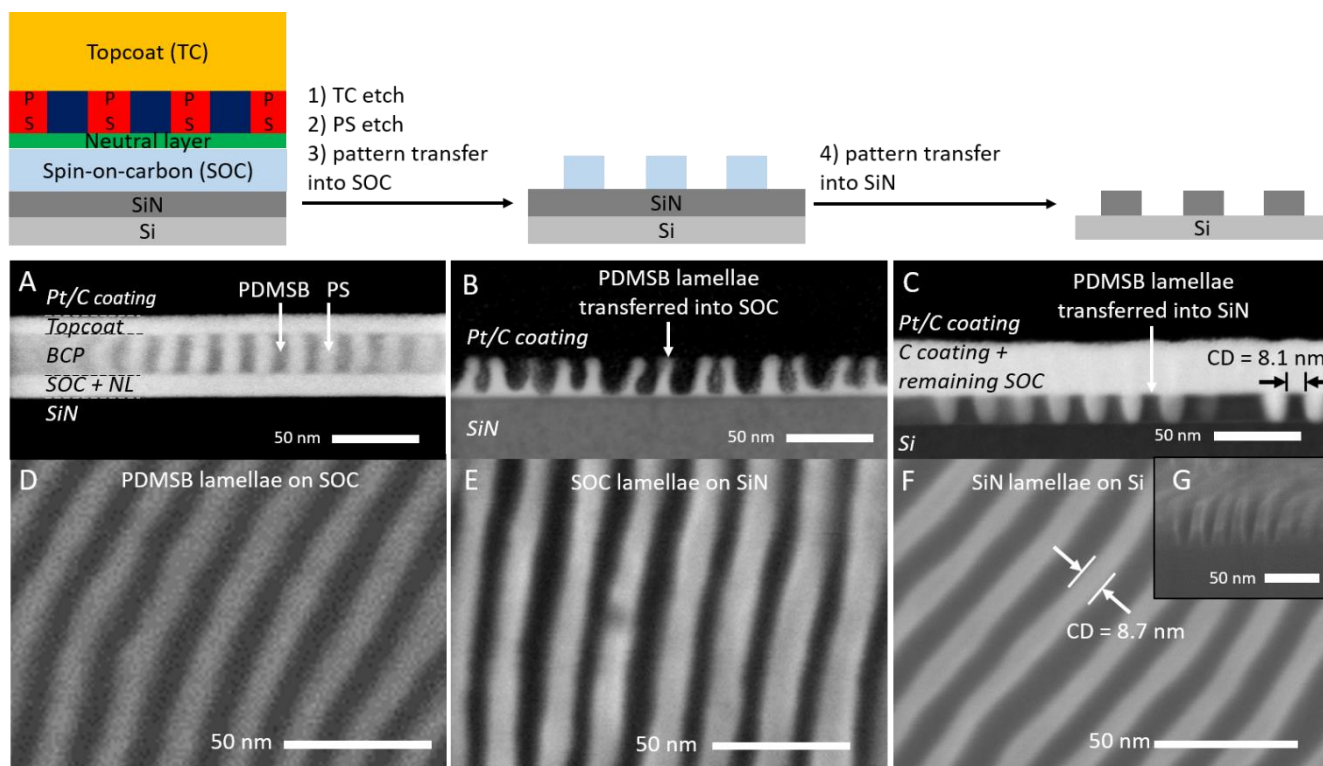 Topcoat (TC)
P P P P
S S S S
Neutral layer
Spin-on-carbon (SOC)
SiN
Si
1) TC etch
2) PS etch
3) pattern transfer
into SOC
SiN
4) pattern transfer
into SiN
Si
A
Pt/C coating
PDMSB PS
Topcoat
BCP
SOC + NL
SiN
50 nm
B
PDMSB lamellae
transferred into SOC
Pt/C coating
SiN
50 nm
C
PDMSB lamellae
transferred into SiN
Pt/C coating
C coating +
remaining SOC
CD = 8.1 nm
Si
50 nm
D
PDMSB lamellae on SOC
50 nm
E
SOC lamellae on SiN
50 nm
F
SiN lamellae on Si
CD = 8.7 nm
50 nm
G
50 nm